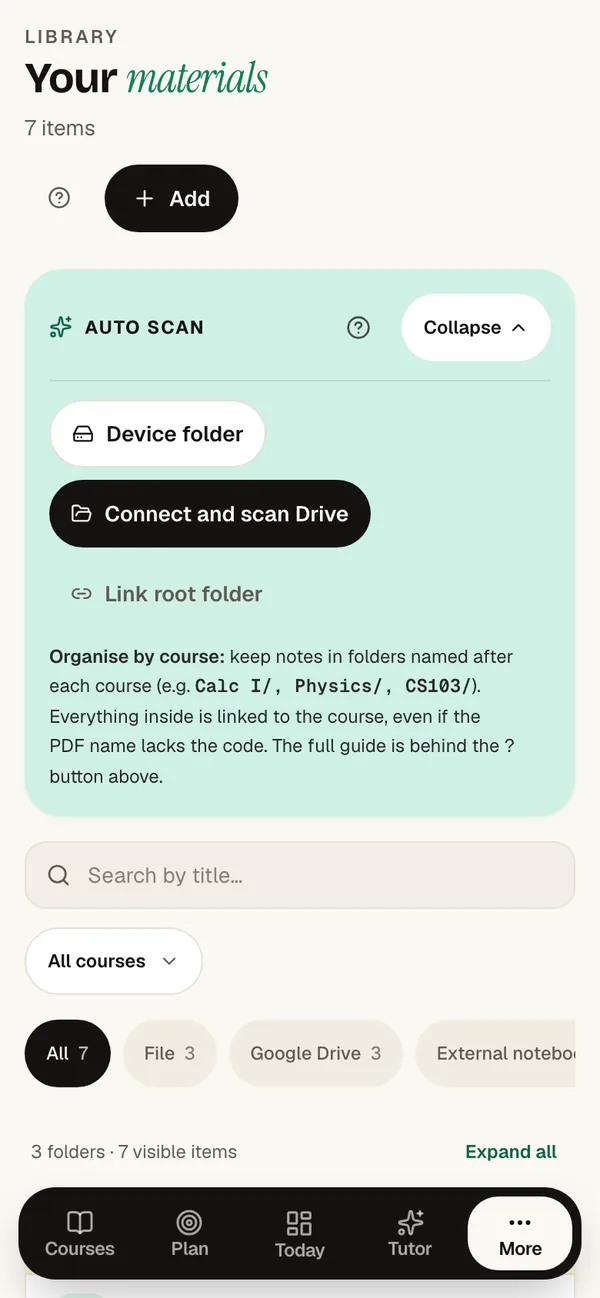 LIBRARY
Your materials
7 items
Add
AUTO SCAN
Collapse
Device folder
Connect and scan Drive
Link root folder
Organise by course: keep notes in folders named after
each course (e.g. Calc I/, Physics/, CS103/).
Everything inside is linked to the course, even if the
PDF name lacks the code. The full guide is behind the ?
button above.
Search by title...
All courses
All 7 File 3 Google Drive 3 External noteboo
3 folders · 7 visible items Expand all
Courses Plan Today Tutor More